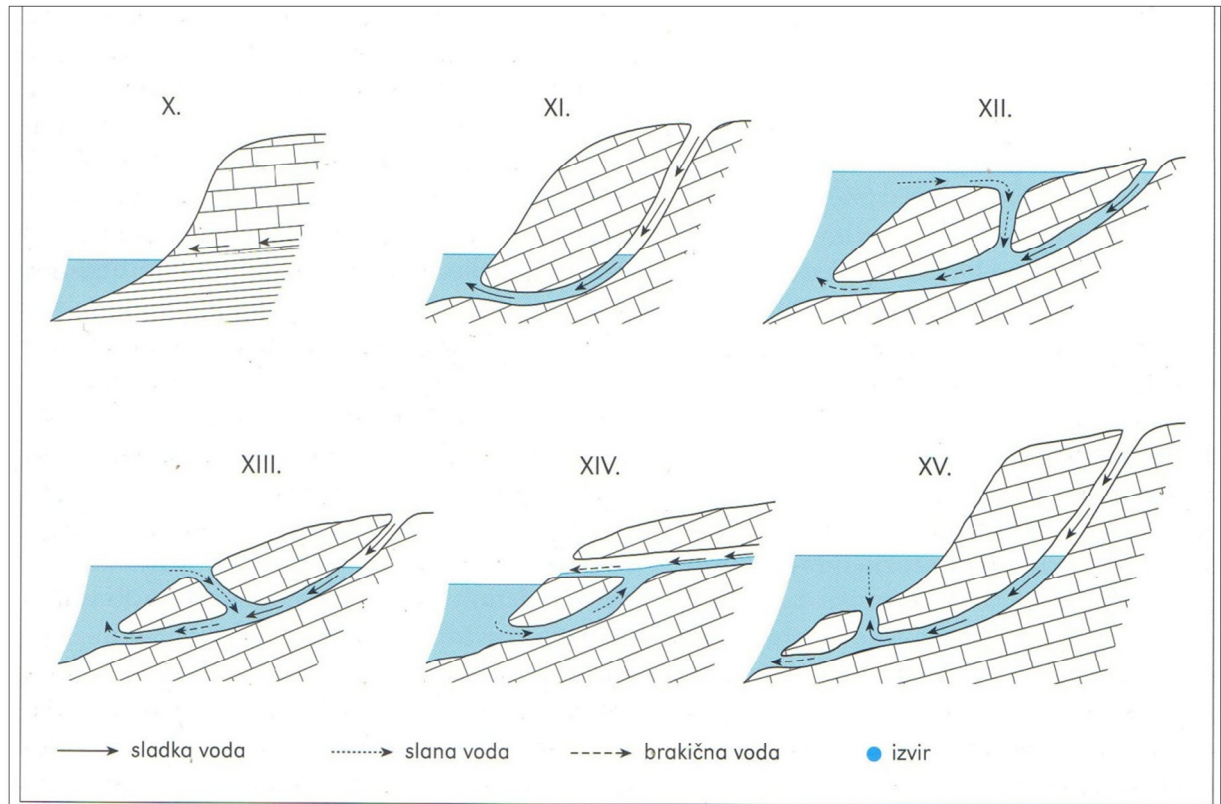 X.
XI.
XII.
XIII.
XIV.
XV.
sladka voda
slana voda
brakična voda
izvir